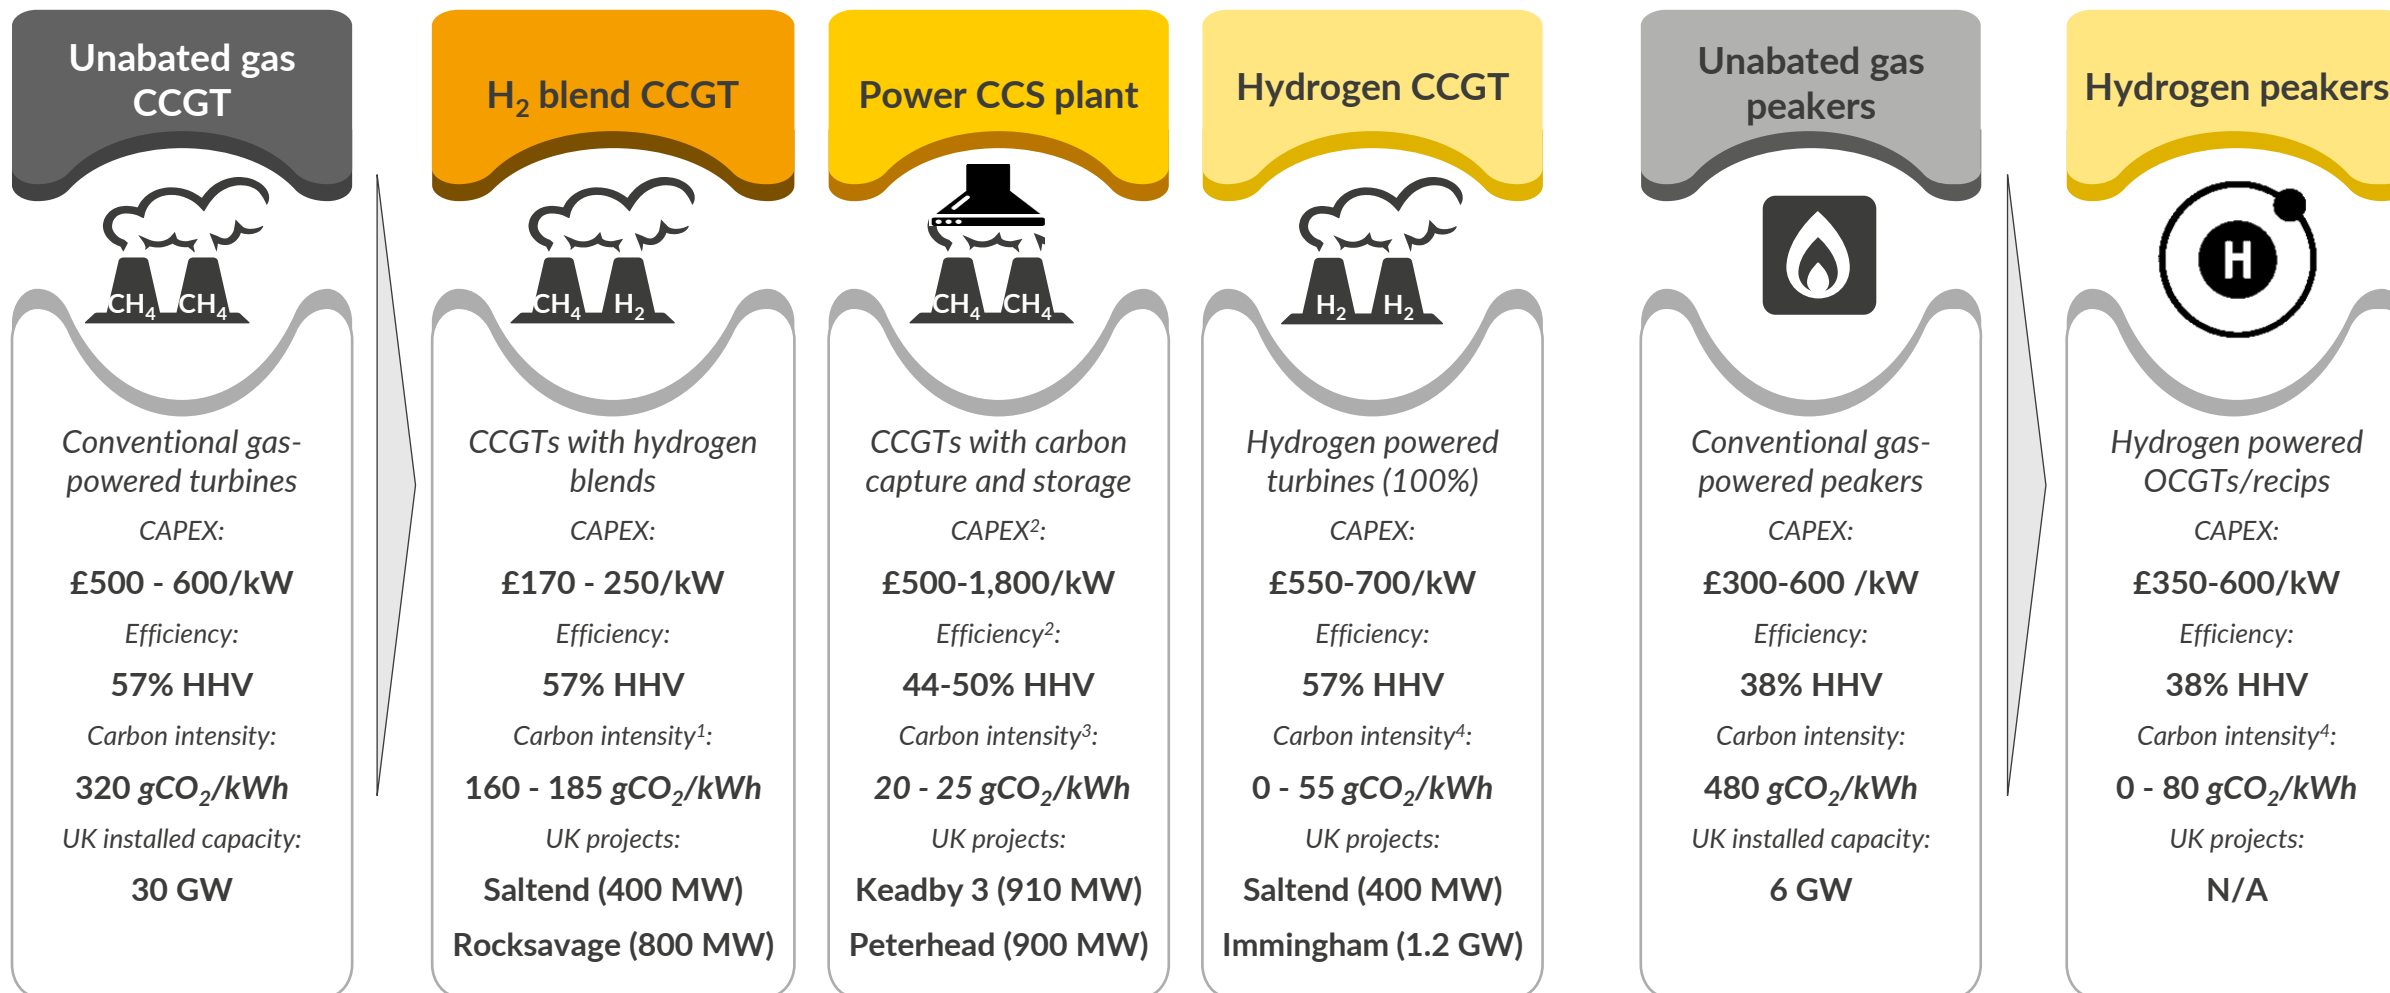 Unabated gas
CCGT
CH4 CH4
Conventional gas-
powered turbines
CAPEX:
£500 - 600/kW
Efficiency:
57% HHV
Carbon intensity:
320 gCO2/kWh
UK installed capacity:
30 GW
H2 blend CCGT
CH4 H2
CCGTs with hydrogen
blends
CAPEX:
£170 - 250/kW
Efficiency:
57% HHV
Carbon intensity1:
160 - 185 gCO2/kWh
UK projects:
Saltend (400 MW)
Rocksavage (800 MW)
Power CCS plant
CH4 CH4
CCGTs with carbon
capture and storage
CAPEX2:
£500-1,800/kW
Efficiency2:
44-50% HHV
Carbon intensity3:
20 - 25 gCO2/kWh
UK projects:
Keadby 3 (910 MW)
Peterhead (900 MW)
Hydrogen CCGT
H2 H2
Hydrogen powered
turbines (100%)
CAPEX:
£550-700/kW
Efficiency:
57% HHV
Carbon intensity4:
0 - 55 gCO2/kWh
UK projects:
Saltend (400 MW)
Immingham (1.2 GW)
Unabated gas
peakers
Conventional gas-
powered peakers
CAPEX:
£300-600 /kW
Efficiency:
38% HHV
Carbon intensity:
480 gCO2/kWh
UK installed capacity:
6 GW
Hydrogen peakers
H
Hydrogen powered
OCGTs/recips
CAPEX:
£350-600/kW
Efficiency:
38% HHV
Carbon intensity4:
0 - 80 gCO2/kWh
UK projects:
N/A